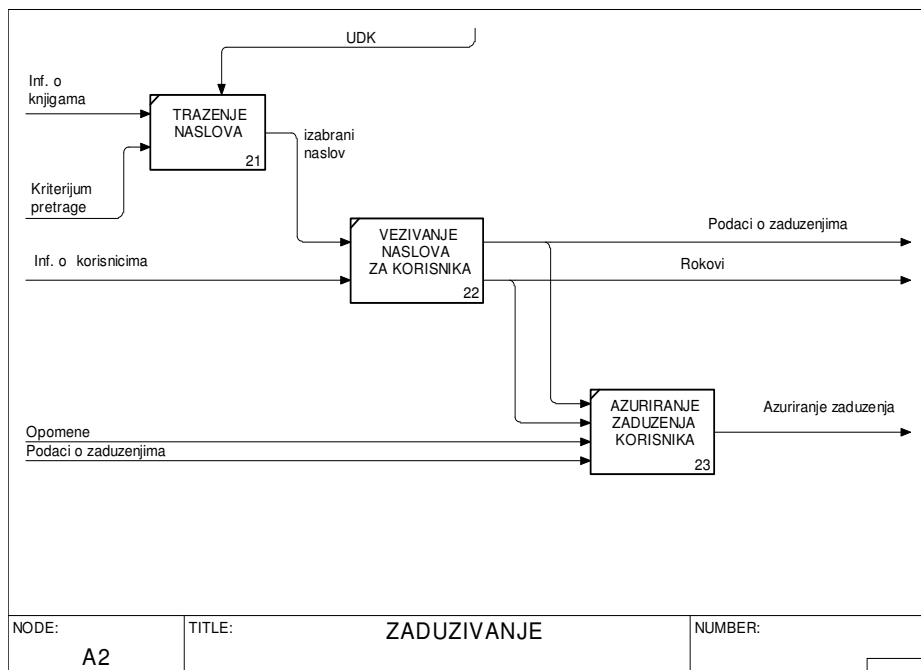 UDK
Inf. o
knjigama
TRAZENJE
NASLOVA
21
izabrani
naslov
Kriterijum
pretrage
VEZIVANJE
NASLOVA
ZA KORISNIKA
22
Podaci o zaduzenjima
Inf. o korisnicima
Rokovi
AZURIRANJE
ZADUZENJA
KORISNIKA
23
Azuriranje zaduzenja
Opomene
Podaci o zaduzenjima
NODE:
A2
TITLE:
ZADUZIVANJE
NUMBER: